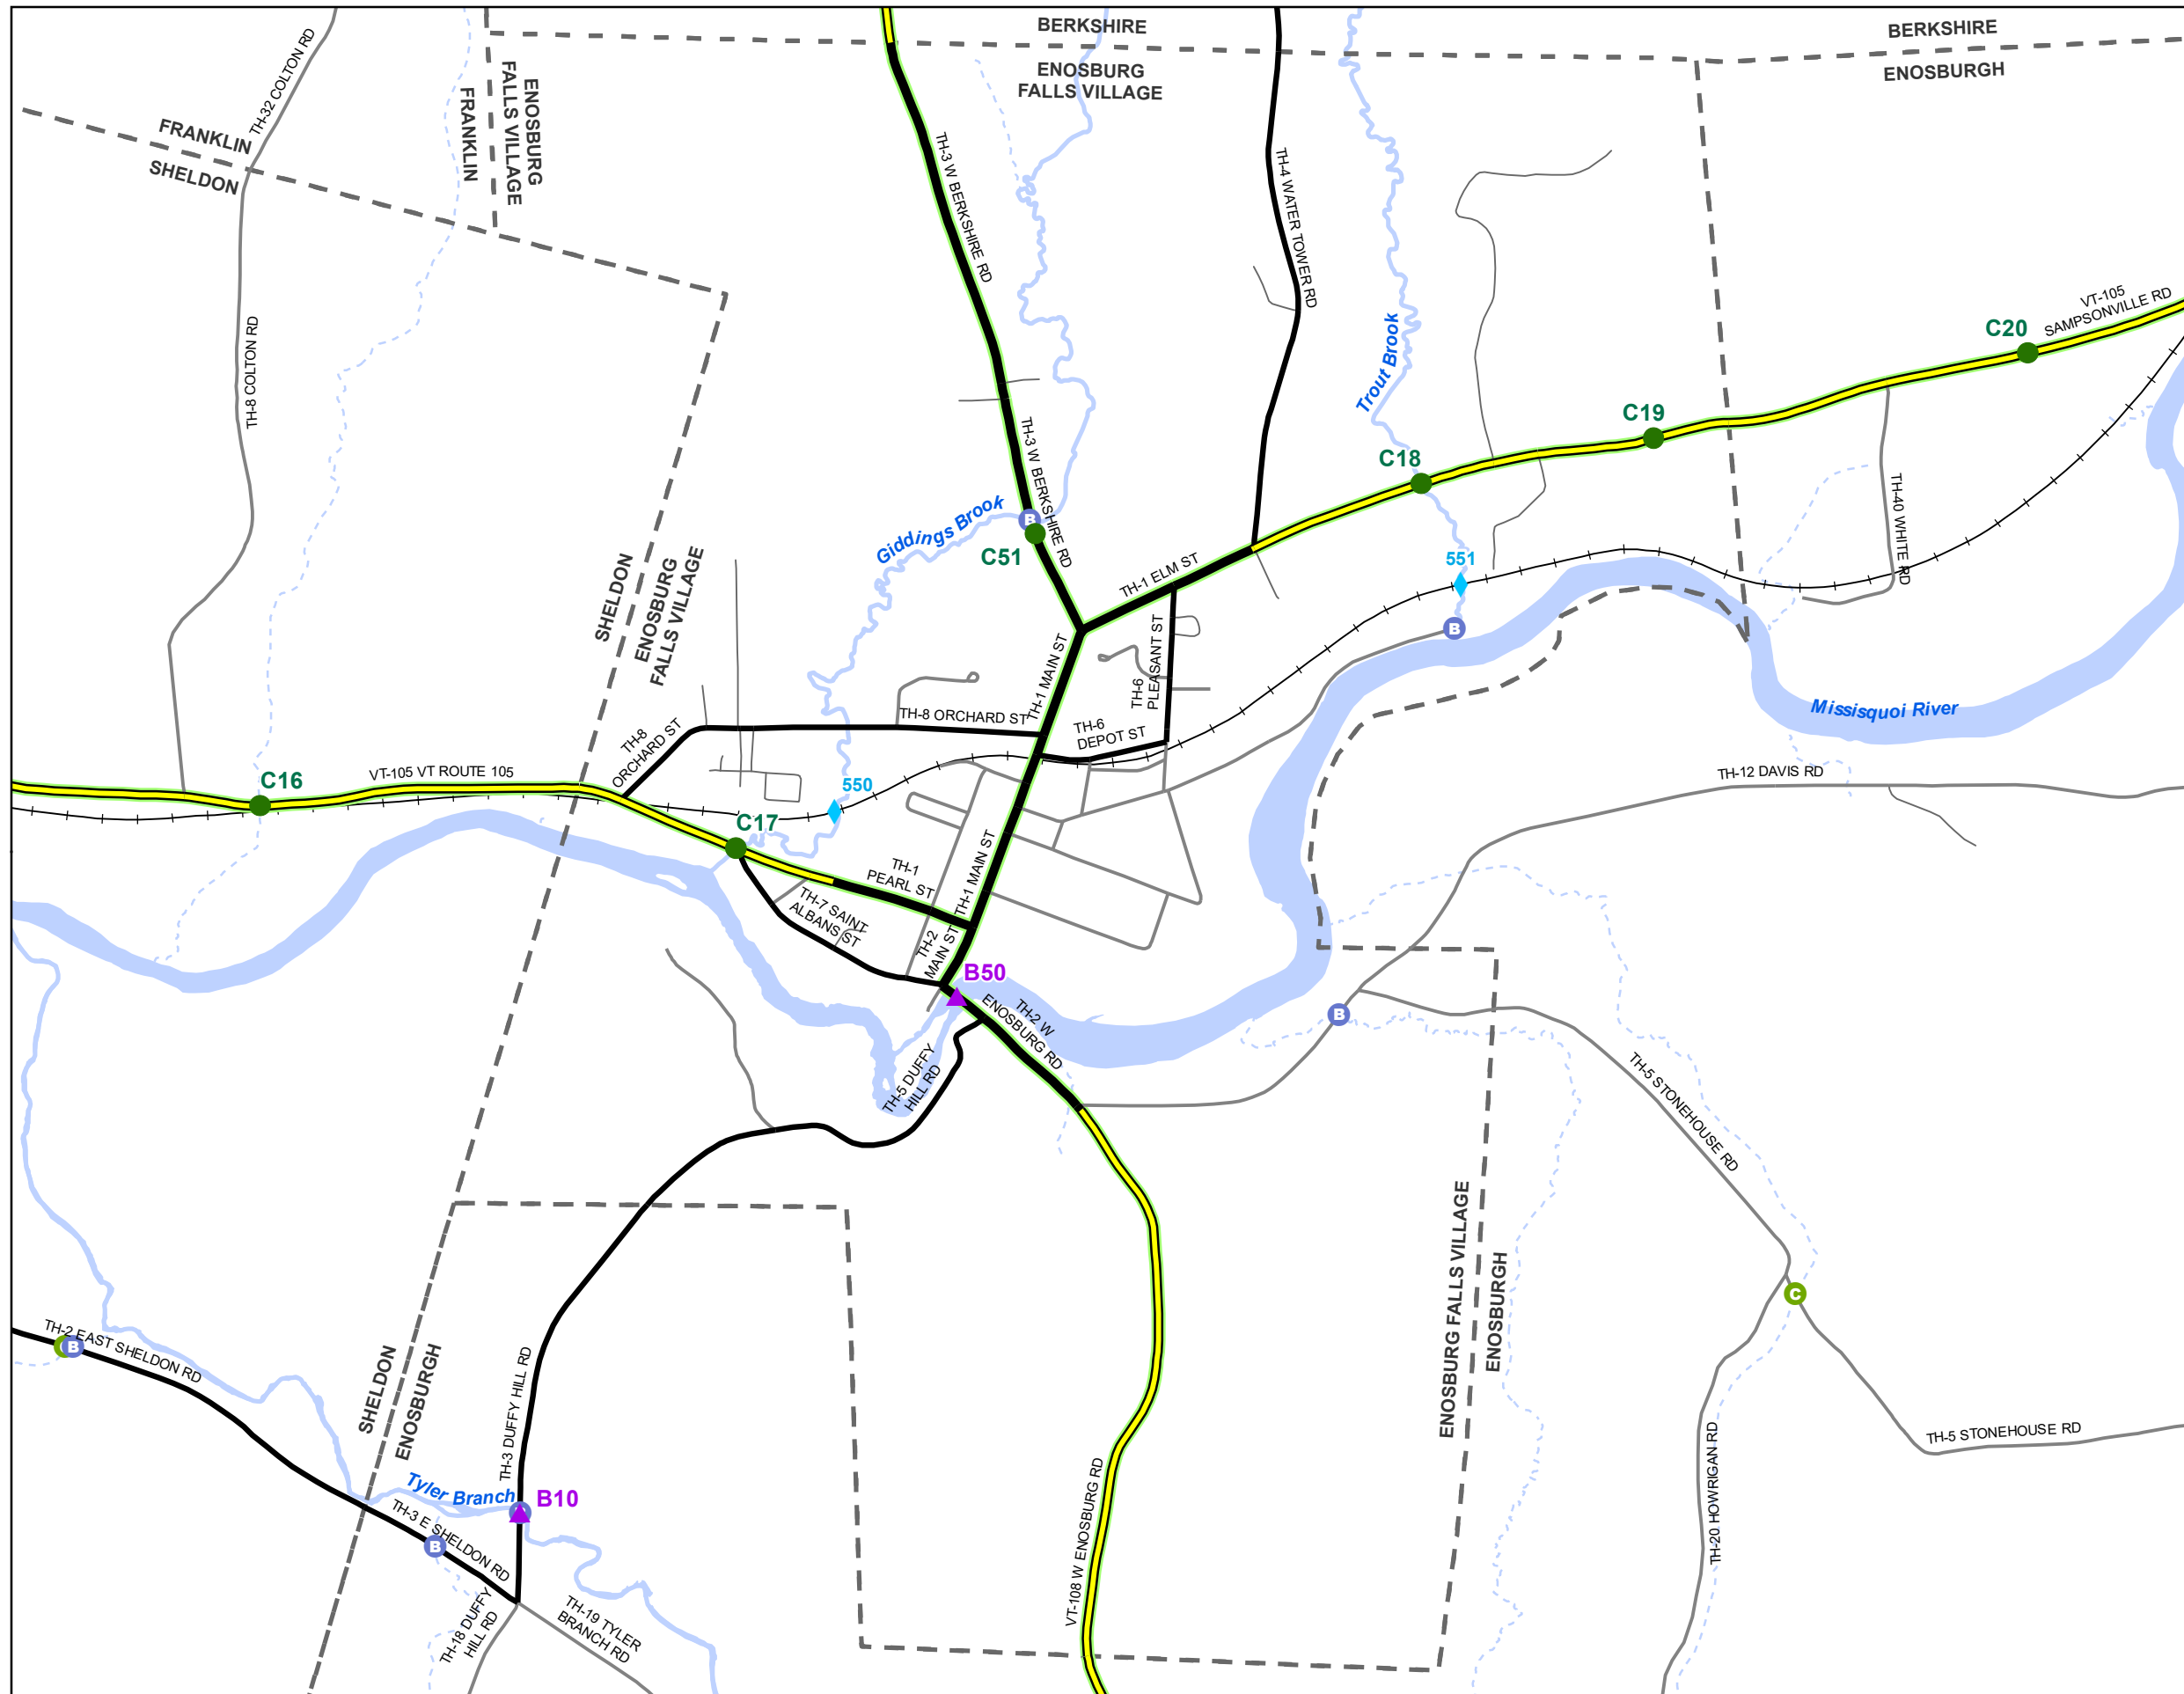 BERKSHIRE
ENOSBURG
FALLS VILLAGE
BERKSHIRE
ENOSBURGH
TH-32 COLTON RD
FRANKLIN
SHELDON
FRANKLIN
ENOSBURG
FALLS VILLAGE
TH-3 W BERKSHIRE RD
TH-4 WATER TOWER RD
VT-105
SAMPSONVILLE RD
C20
TH-8 COLTON RD
Trout Brook
C19
C18
TH-3 W BERKSHIRE RD
B
C51
Giddings Brook
TH-40 WHITE RD
SHELDON
ENOSBURG
FALLS VILLAGE
TH-1 ELM ST
551
B
TH-6
PLEASANT ST
TH-1 MAIN ST
TH-8 ORCHARD ST
TH-6
DEPOT ST
TH-8
ORCHARD ST
Missisquoi River
C16
VT-105 VT ROUTE 105
550
C17
TH-12 DAVIS RD
TH-1
PEARL ST
TH-1 MAIN ST
TH-7 SAINT
ALBANS ST
TH-2
MAIN ST
B50
TH-2 W
ENOSBURG RD
B
TH-5 DUFFY
HILL RD
TH-5 STONEHOUSE RD
ENOSBURG FALLS VILLAGE
ENOSBURGH
C
TH-2 EAST SHELDON RD
B
SHELDON
ENOSBURGH
TH-3 DUFFY HILL RD
TH-5 STONEHOUSE RD
TH-20 HOWRIGAN RD
VT-108 W ENOSBURG RD
Tyler Branch
B10
TH-3 E SHELDON RD
B
TH-18 DUFFY
HILL RD
TH-19 TYLER
BRANCH RD